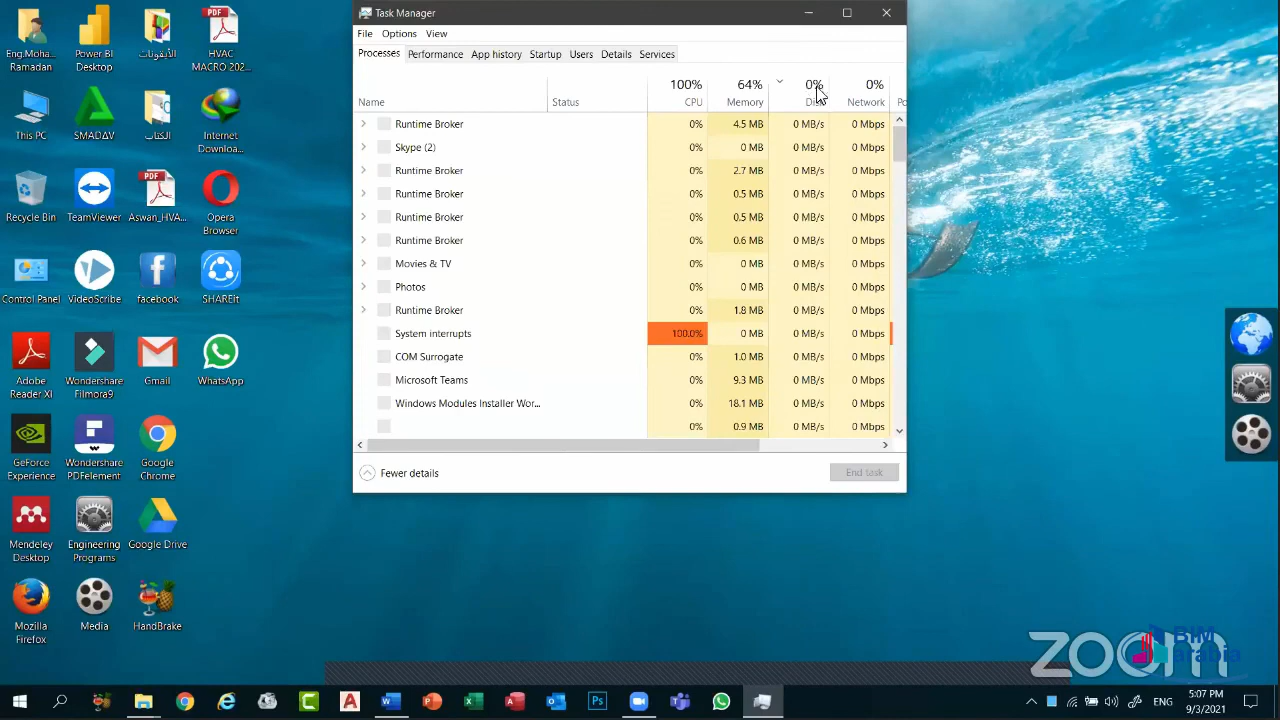 Eng.Moha...
Ramadan
Power BI
Desktop
الأيقونات
HVAC
MACRO 202...
This PC
SMADΔV
الكتاب
Internet
Downloa...
Recycle Bin
TeamViewer
Aswan_HVA...
Opera
Browser
Control Panel
VideoScribe
facebook
SHAREit
Adobe
Reader XI
Wondershare
Filmora9
Gmail
WhatsApp
GeForce
Experience
Wondershare
PDFelement
Google
Chrome
Mendeley
Desktop
Engineering
Programs
Google Drive
Mozilla
Firefox
Media
HandBrake
Task Manager
File Options View
Processes Performance App history Startup Users Details Services
100% 64% 0% 0%
Name Status CPU Memory Network
Runtime Broker 0% 4.5 MB 0 MB/s 0 Mbps
Skype (2) 0% 0 MB 0 MB/s 0 Mbps
Runtime Broker 0% 2.7 MB 0 MB/s 0 Mbps
Runtime Broker 0% 0.5 MB 0 MB/s 0 Mbps
Runtime Broker 0% 0.5 MB 0 MB/s 0 Mbps
Runtime Broker 0% 0.6 MB 0 MB/s 0 Mbps
Movies & TV 0% 0 MB 0 MB/s 0 Mbps
Photos 0% 0 MB 0 MB/s 0 Mbps
Runtime Broker 0% 1.8 MB 0 MB/s 0 Mbps
System interrupts 100.0% 0 MB 0 MB/s 0 Mbps
COM Surrogate 0% 1.0 MB 0 MB/s 0 Mbps
Microsoft Teams 0% 9.3 MB 0 MB/s 0 Mbps
Windows Modules Installer Wor... 0% 18.1 MB 0 MB/s 0 Mbps
0% 0.9 MB 0 MB/s 0 Mbps
Fewer details End task
zoom
BIM
arabia
ENG
5:07 PM
9/3/2021